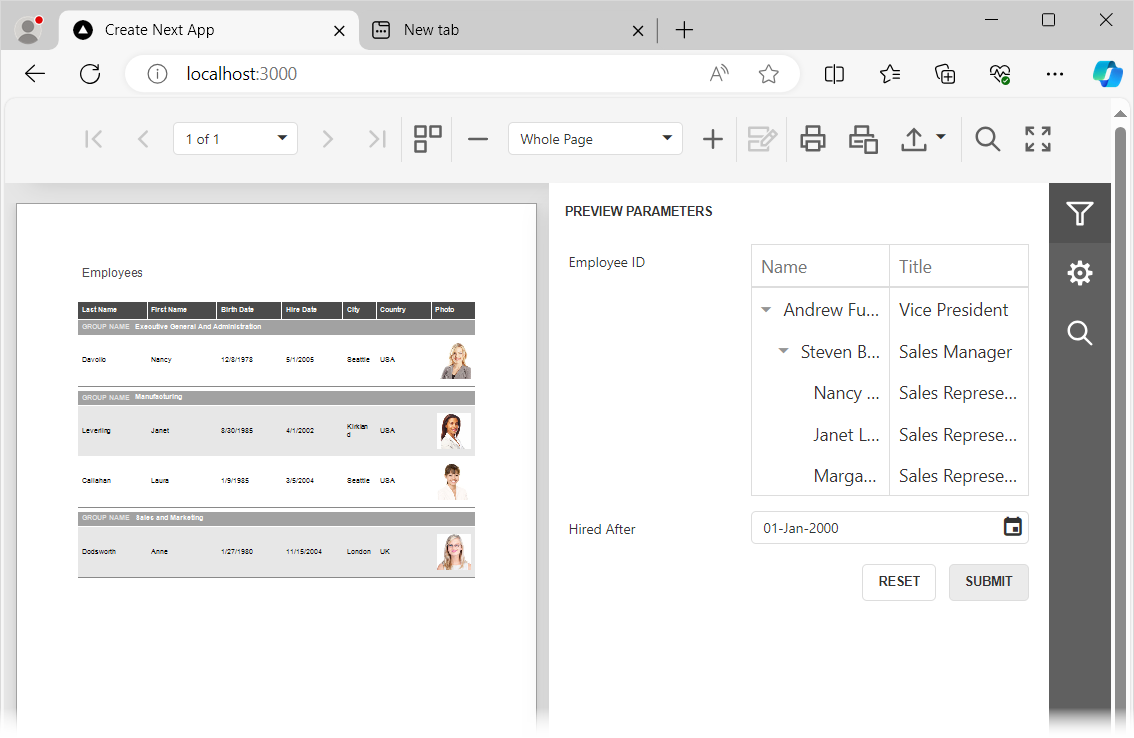 Create Next App
New tab
localhost:3000
1 of 1
Whole Page
PREVIEW PARAMETERS
Employee ID
Name Title
Andrew Fu... Vice President
Steven B... Sales Manager
Nancy ... Sales Represe...
Janet L... Sales Represe...
Marga... Sales Represe...
Hired After
01-Jan-2000
RESET SUBMIT
Employees
Last Name First Name Birth Date Hire Date City Country Photo
GROUP NAME Executive General And Administration
Davolio Nancy 12/8/1978 5/1/2005 Seattle USA
GROUP NAME Manufacturing
Leverling Janet 8/30/1985 4/1/2002 Kirklan
d USA
Callahan Laura 1/9/1985 3/5/2004 Seattle USA
GROUP NAME Sales and Marketing
Dodsworth Anne 1/27/1980 11/15/2004 London UK